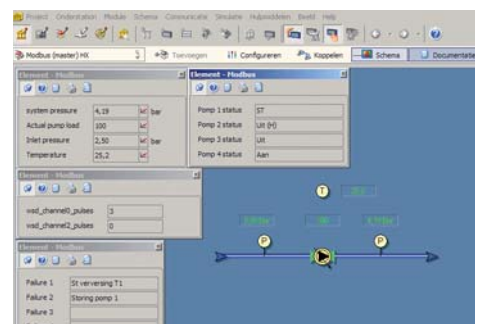 Project Onderstation Module Schema Communicatie Simulatie Hulpmiddelen Beeld Help
Modbus (master) HX
Toevoegen
Configureren
Koppelen
Schema
Documentatie
Element - Modbus
system pressure 4,19 bar
Actual pump load 100
Inlet pressure 2,50 bar
Temperature 25,2
Element - Modbus
Pomp 1 status ST
Pomp 2 status Uit (H)
Pomp 3 status Uit
Pomp 4 status Aan
Element - Modbus
wsd_channel0_pulses 3
wsd_channel2_pulses 0
Element - Modbus
Failure 1 St verversing T1
Failure 2 Storing pomp 1
Failure 3
T
P
P